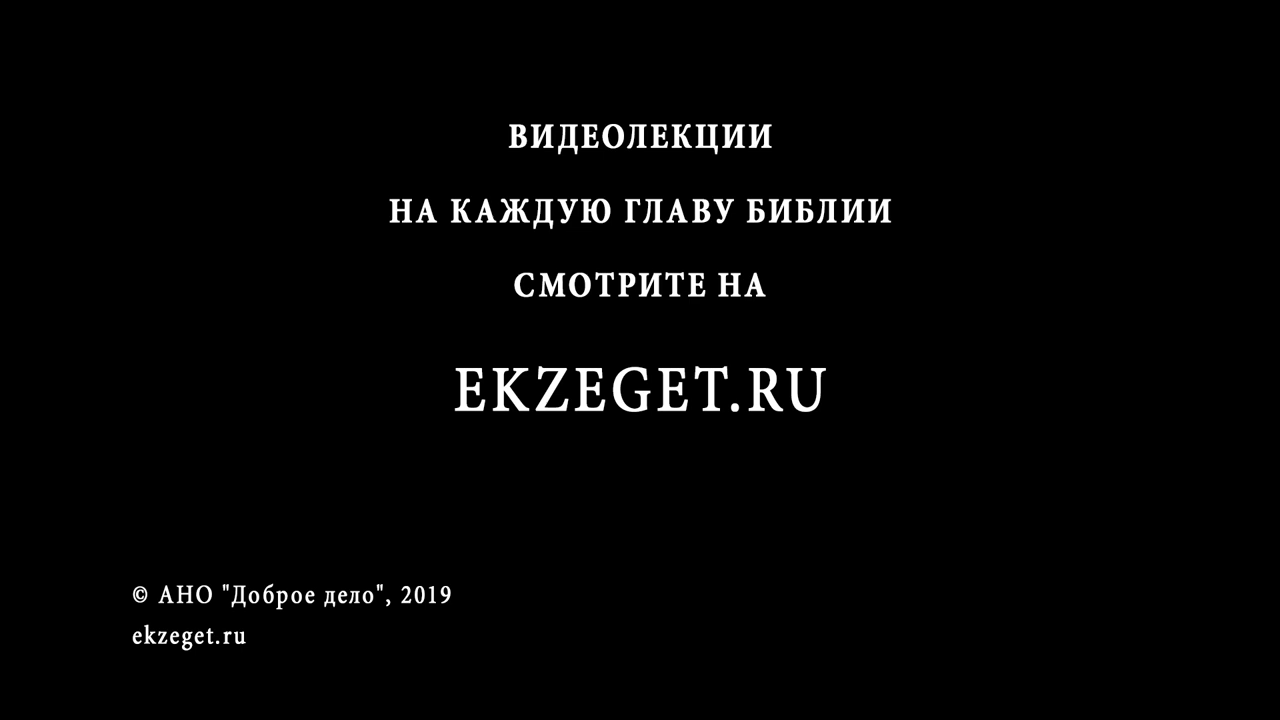 ВИДЕОЛЕКЦИИ
НА КАЖДУЮ ГЛАВУ БИБЛИИ
СМОТРИТЕ НА
EKZEGET.RU
© АНО "Доброе дело", 2019
ekzeget.ru